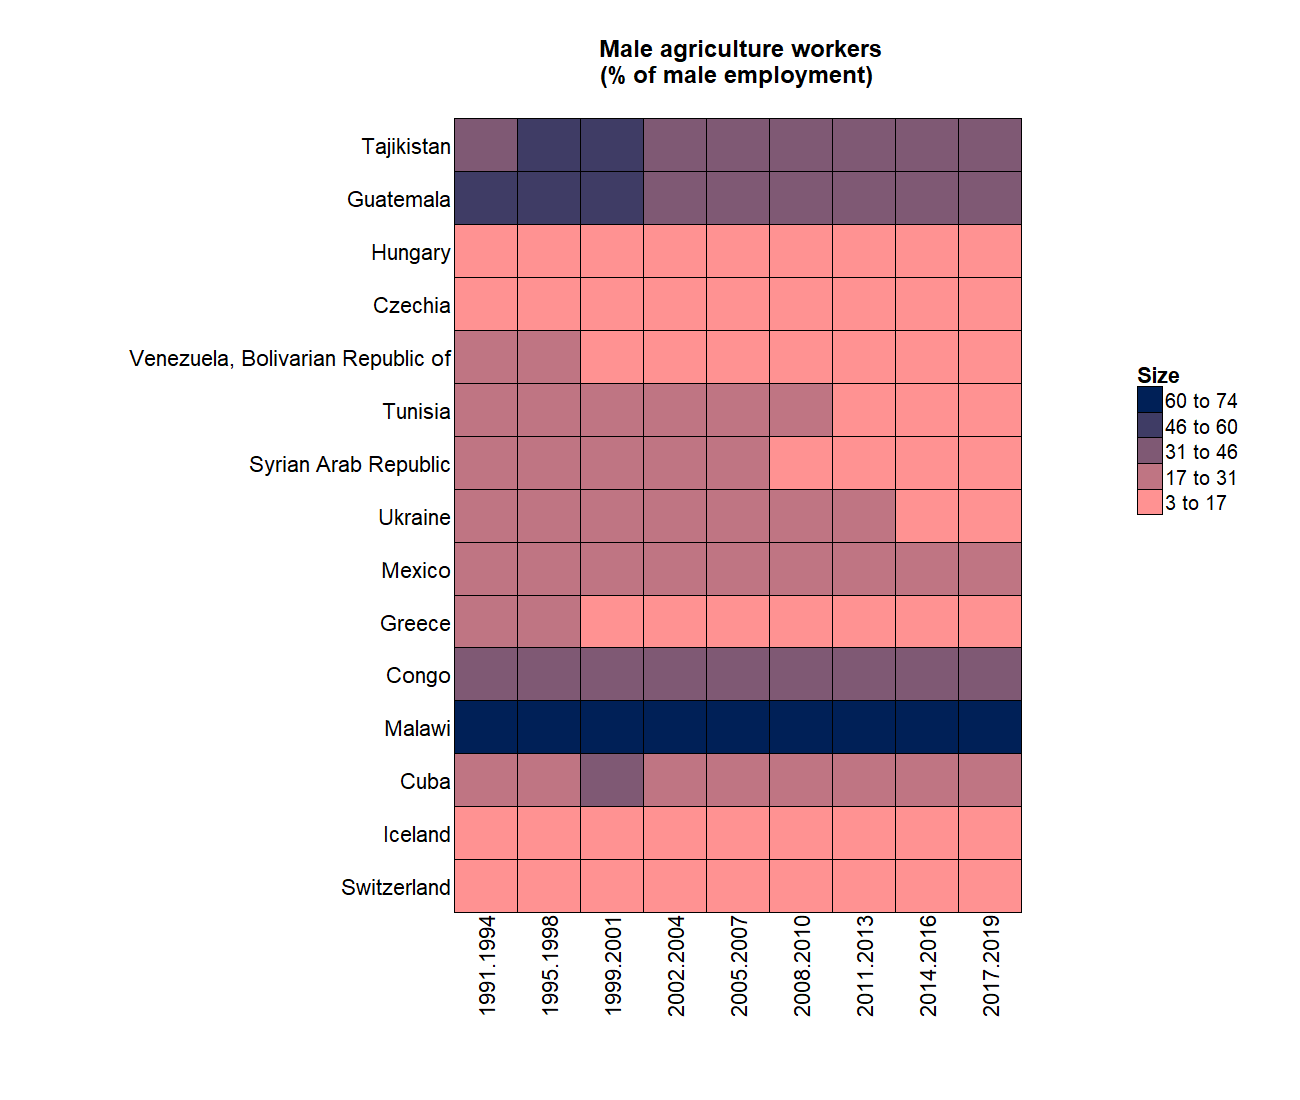 Male agriculture workers
(% of male employment)
Tajikistan
Guatemala
Hungary
Czechia
Venezuela, Bolivarian Republic of
Tunisia
Syrian Arab Republic
Ukraine
Mexico
Greece
Congo
Malawi
Cuba
Iceland
Switzerland
1991.1994
1995.1998
1999.2001
2002.2004
2005.2007
2008.2010
2011.2013
2014.2016
2017.2019
Size
60 to 74
46 to 60
31 to 46
17 to 31
3 to 17